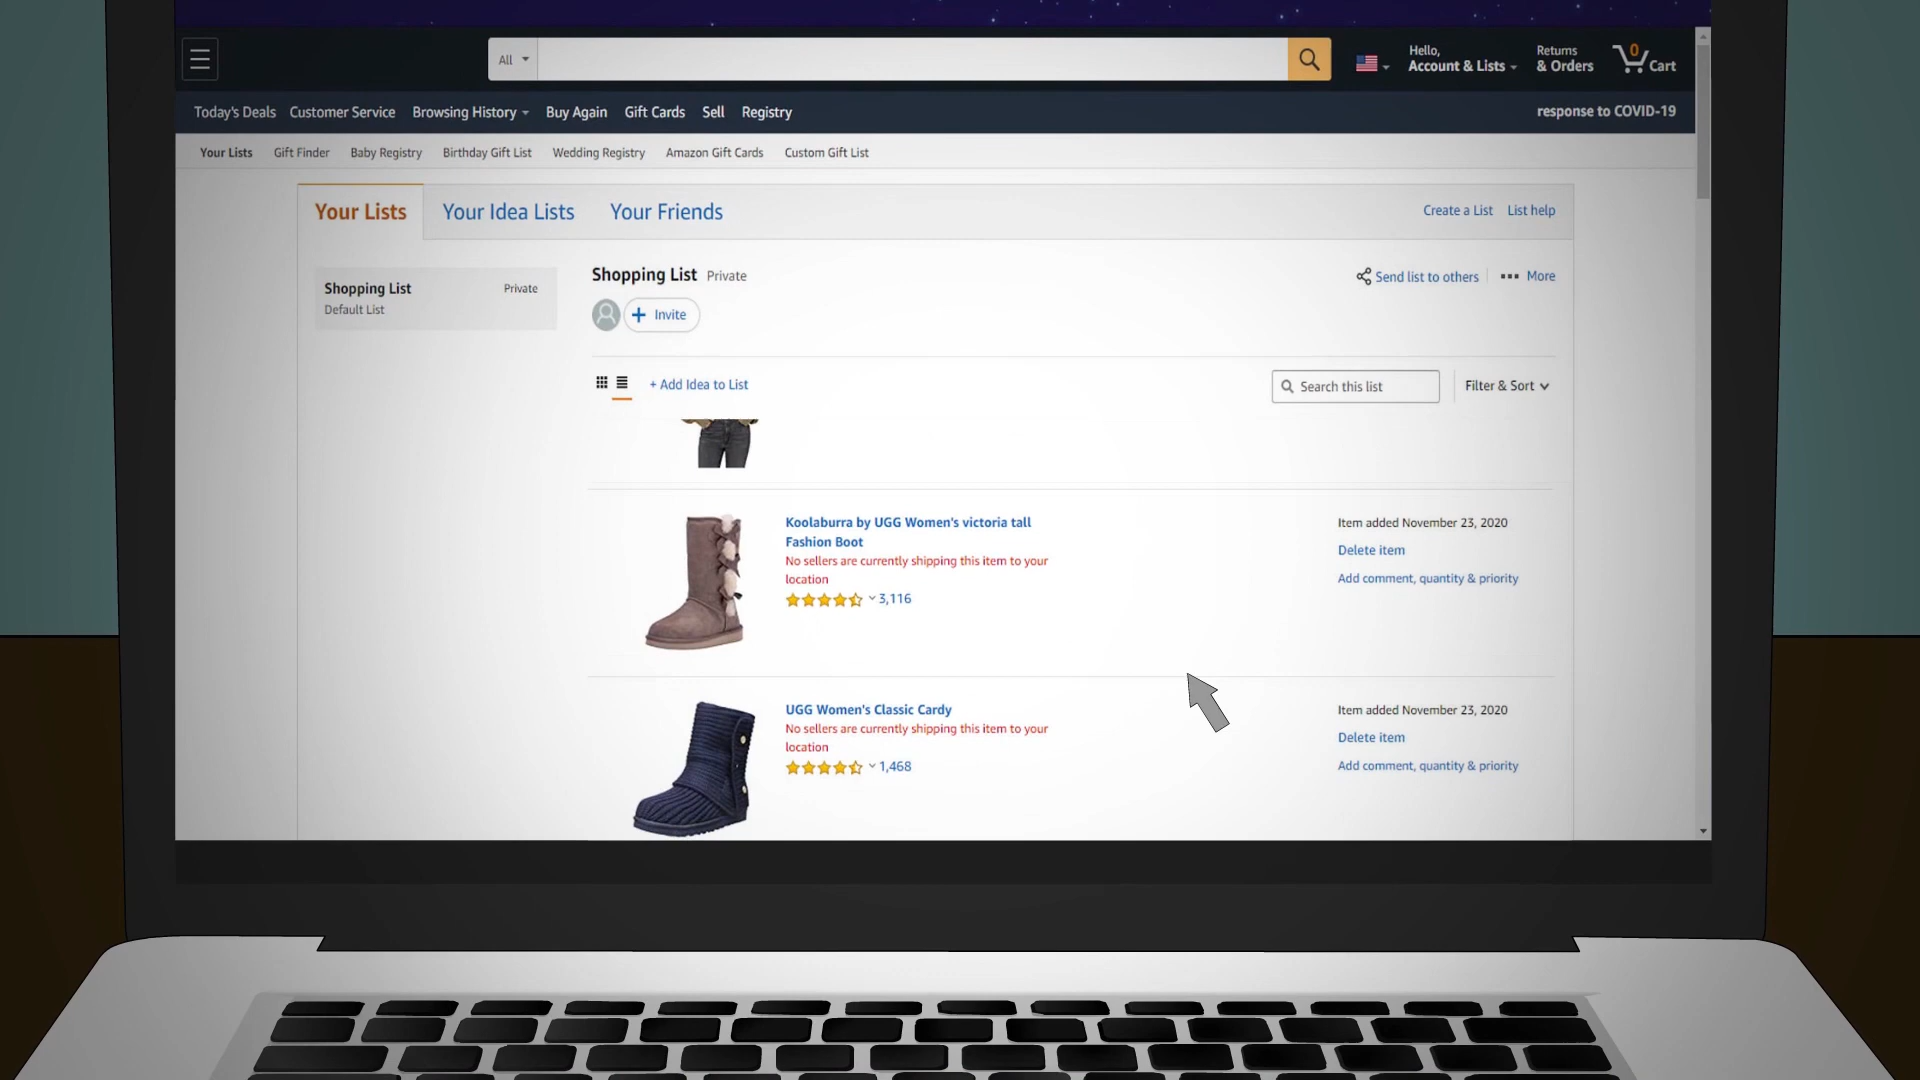 All
Hello,
Account & Lists
Returns
& Orders
0
Cart
Today's Deals Customer Service Browsing History Buy Again Gift Cards Sell Registry
response to COVID-19
Your Lists Gift Finder Baby Registry Birthday Gift List Wedding Registry Amazon Gift Cards Custom Gift List
Your Lists Your Idea Lists Your Friends
Create a List List help
Shopping List Private
Default List
Shopping List Private
Send list to others More
+ Invite
+ Add Idea to List
Search this list
Filter & Sort
Koolaburra by UGG Women's victoria tall
Fashion Boot
No sellers are currently shipping this item to your
location
3,116
Item added November 23, 2020
Delete item
Add comment, quantity & priority
UGG Women's Classic Cardy
No sellers are currently shipping this item to your
location
1,468
Item added November 23, 2020
Delete item
Add comment, quantity & priority